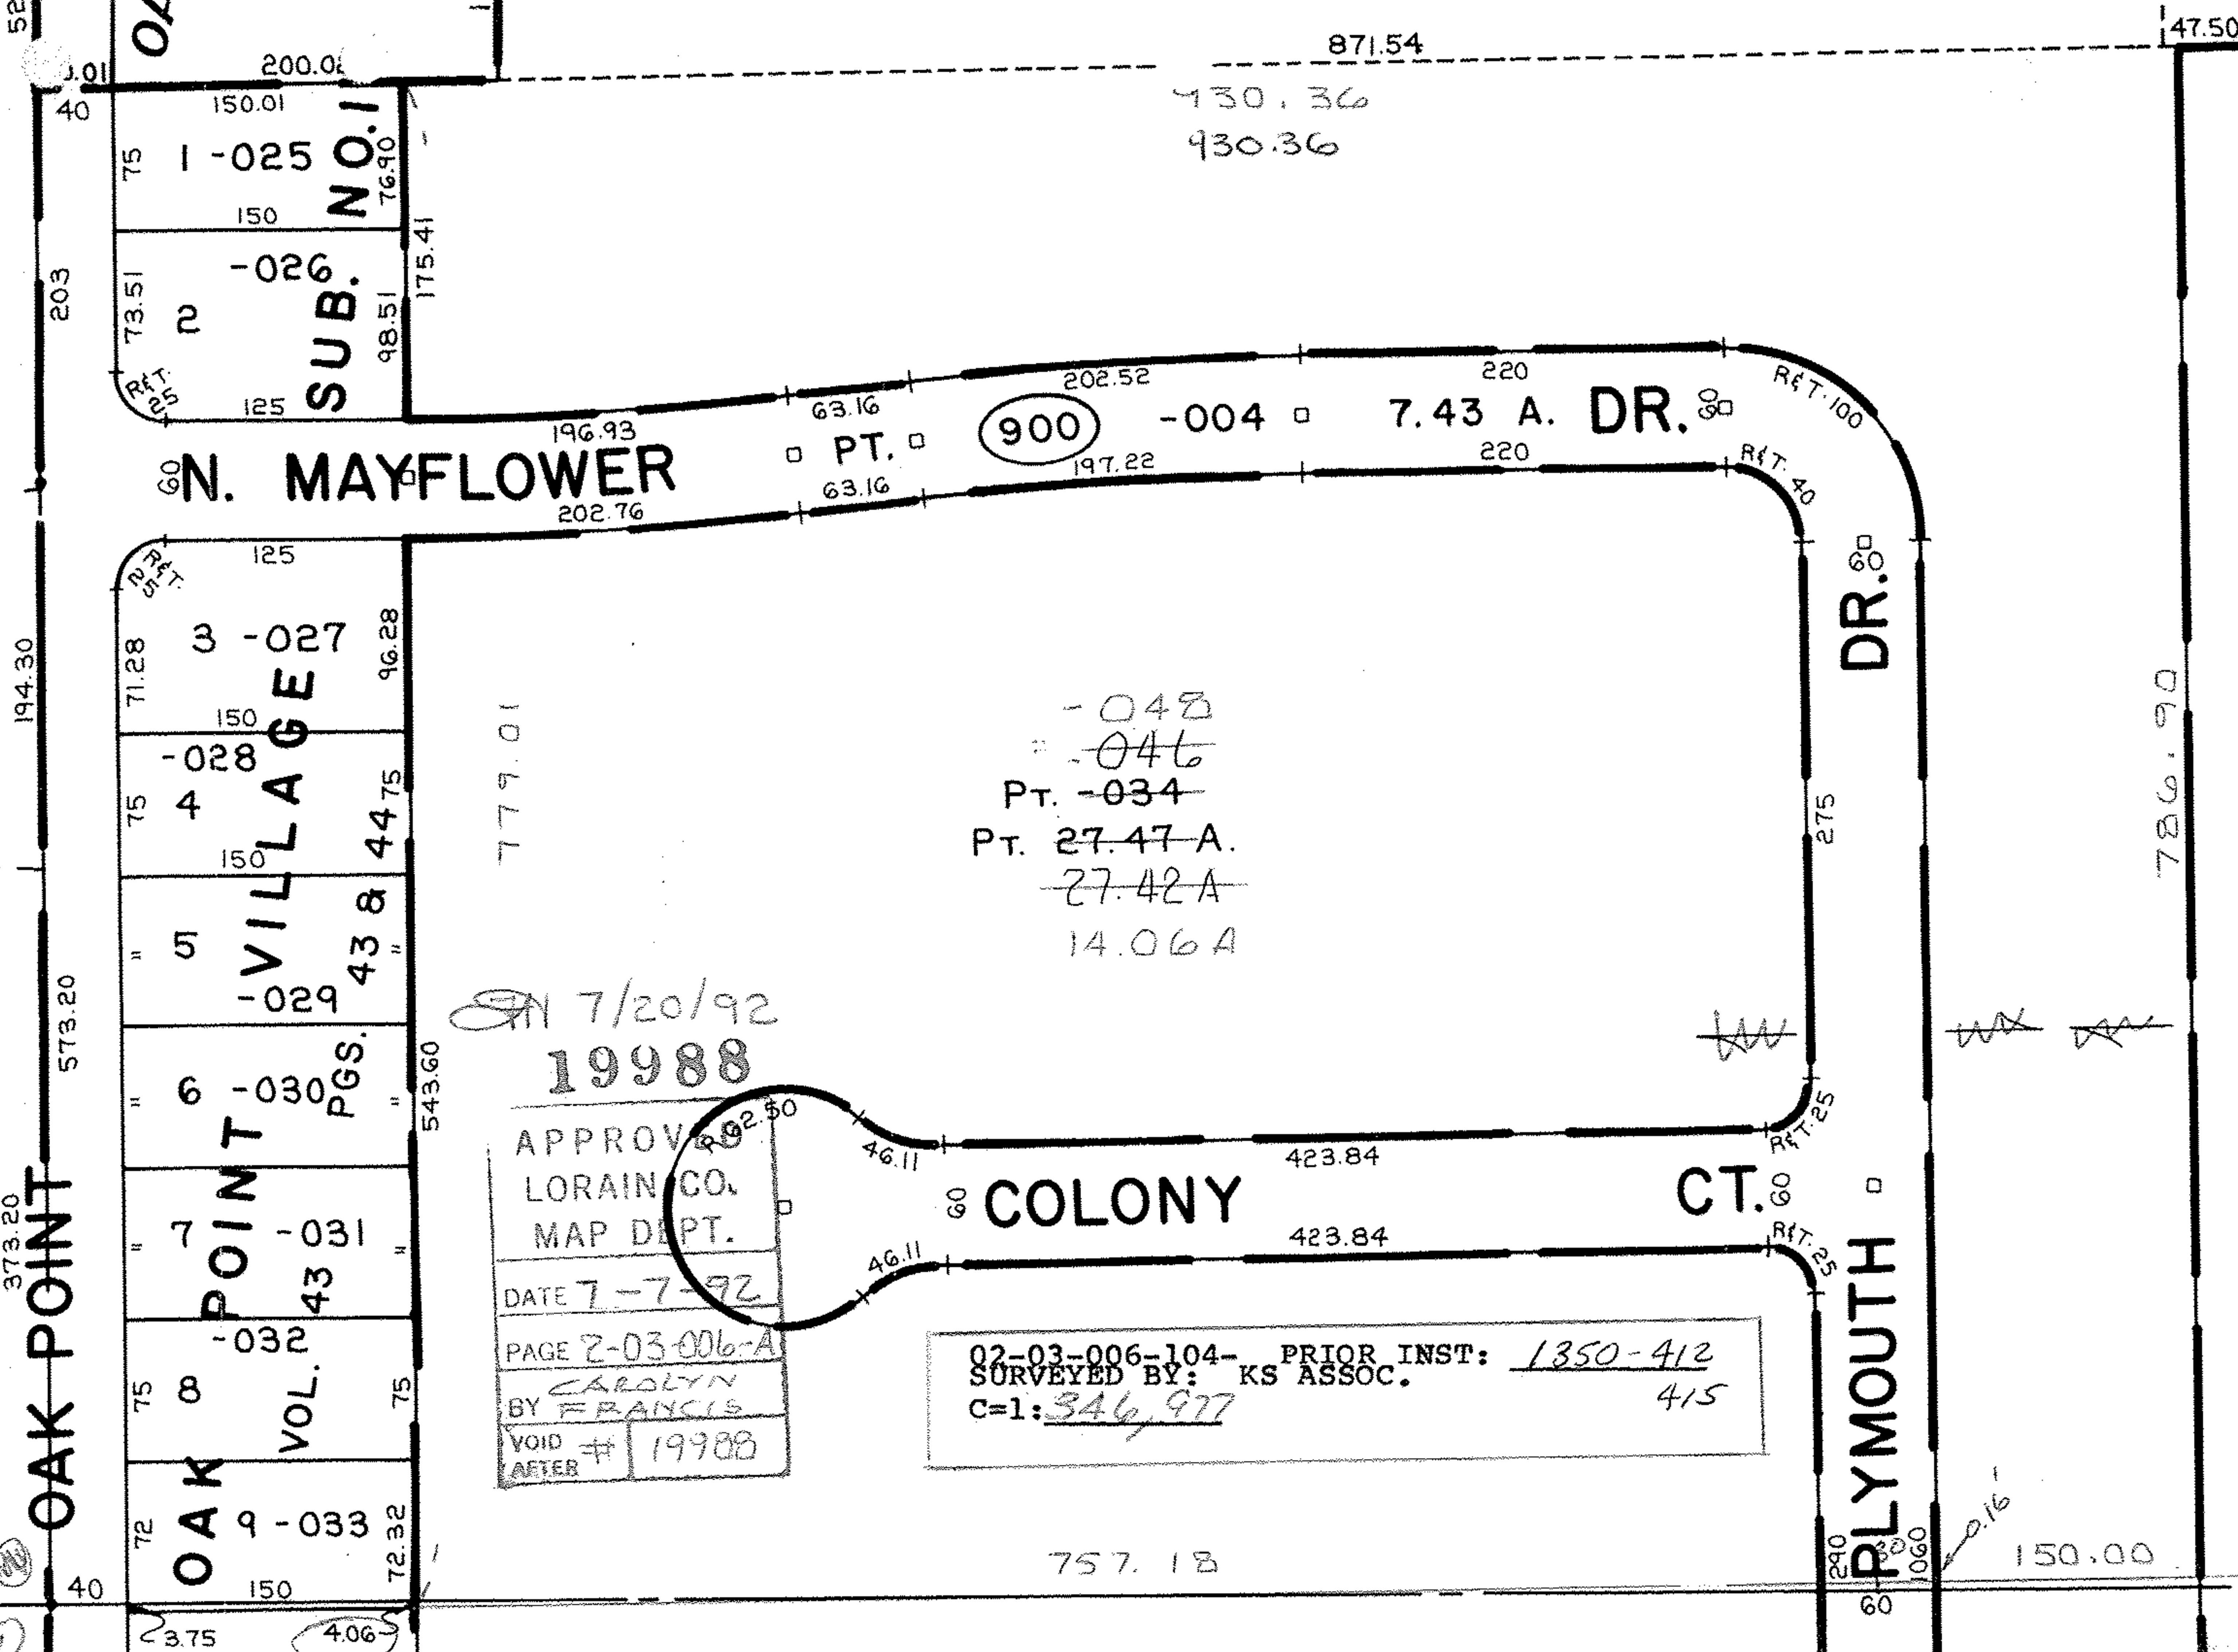 52
OA
871.54
47.50
200.0
40
150.01
930.36
930.36
1 -025
75
76.90
150
SUB. NO.1
-026
2
73.51
98.51
175.41
203
R&T. 25
125
196.93
63.16
202.52
220
R&T. 100
60
N. MAYFLOWER
PT.
900
-004
7.43 A.
DR.
60
202.76
63.16
197.22
220
R&T. 40
125
R&T. 25
60
DR.
3 -027
71.28
96.28
150
194.30
-028
4
75
75
150
779.01
-048
-046
PT. -034
PT. 27.47 A.
27.42 A
14.06 A
275
786.90
= 5 =
-029
573.20
= 6 -030 =
543.60
= 7 -031 =
373.20
-032
8
75
75
9 -033
72
72.32
150
40
3.75
4.06
OAK POINT
OAK POINT VILLAGE
VOL. 43 PGS. 43 & 44
7/20/92
19988
APPROVED
LORAIN CO.
MAP DEPT.
DATE 7-7-92
PAGE 2-03-006-A
BY CAROLYN FRANCIS
VOID AFTER # 19988
R. 62.50
46.11
423.84
R&T. 25
60
COLONY
CT.
60
46.11
423.84
R&T. 25
02-03-006-104- PRIOR INST: 1350-412
SURVEYED BY: KS ASSOC.
415
C=1: 346,977
PLYMOUTH
757.18
290
1060
60
0.16
150.00